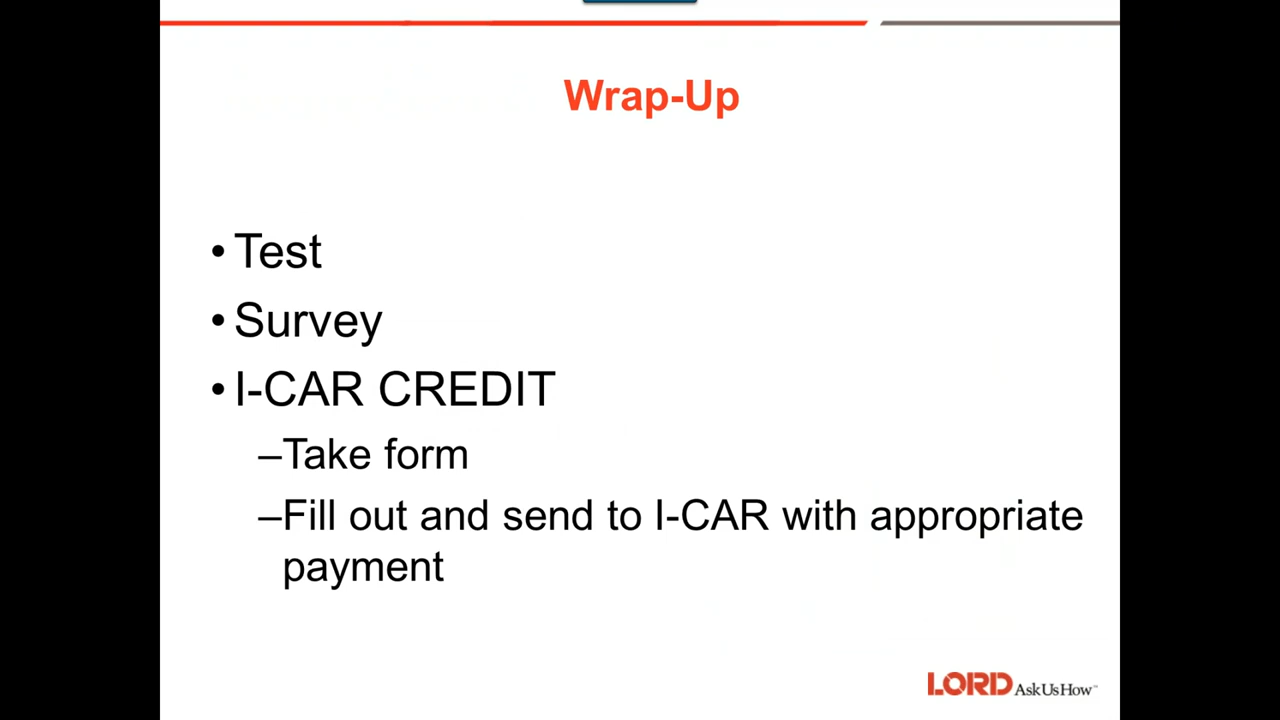 Wrap-Up
• Test
• Survey
• I-CAR CREDIT
–Take form
–Fill out and send to I-CAR with appropriate
payment
LORD AskUsHow™